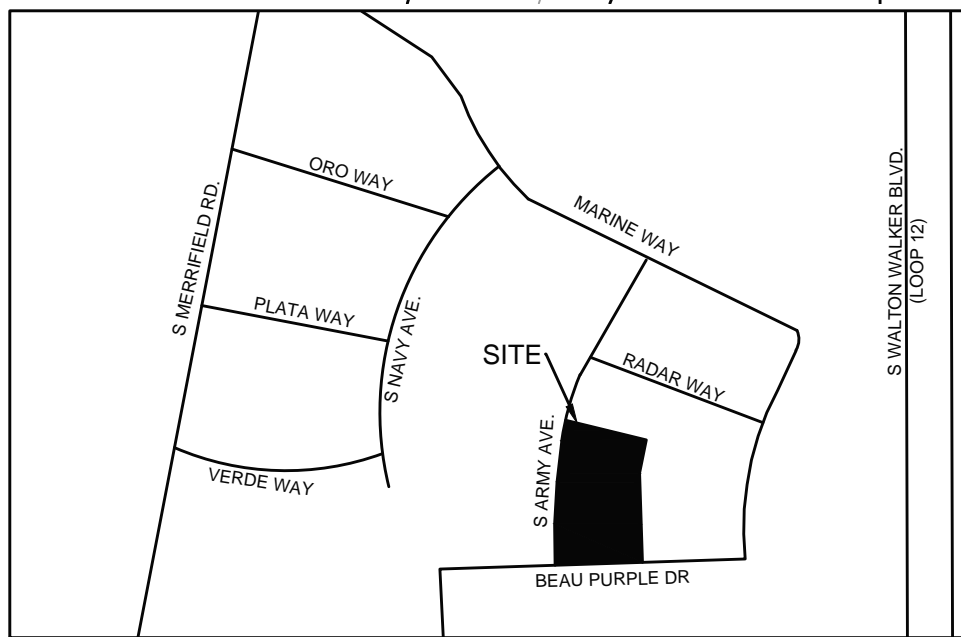 ORO WAY
MARINE WAY
S MERRIFIELD RD.
S WALTON WALKER BLVD.
(LOOP 12)
PLATA WAY
S NAVY AVE.
SITE
RADAR WAY
S ARMY AVE.
VERDE WAY
BEAU PURPLE DR